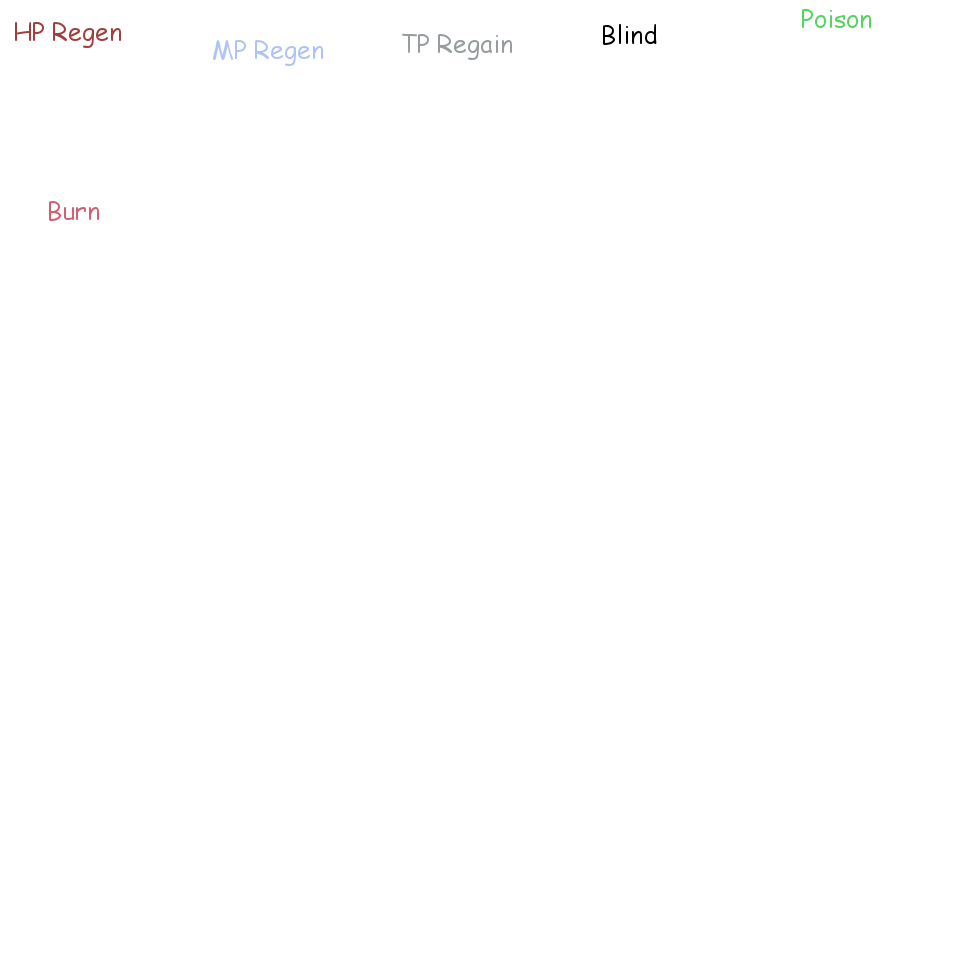 HP Regen
MP Regen
TP Regain
Blind
Poison
Burn